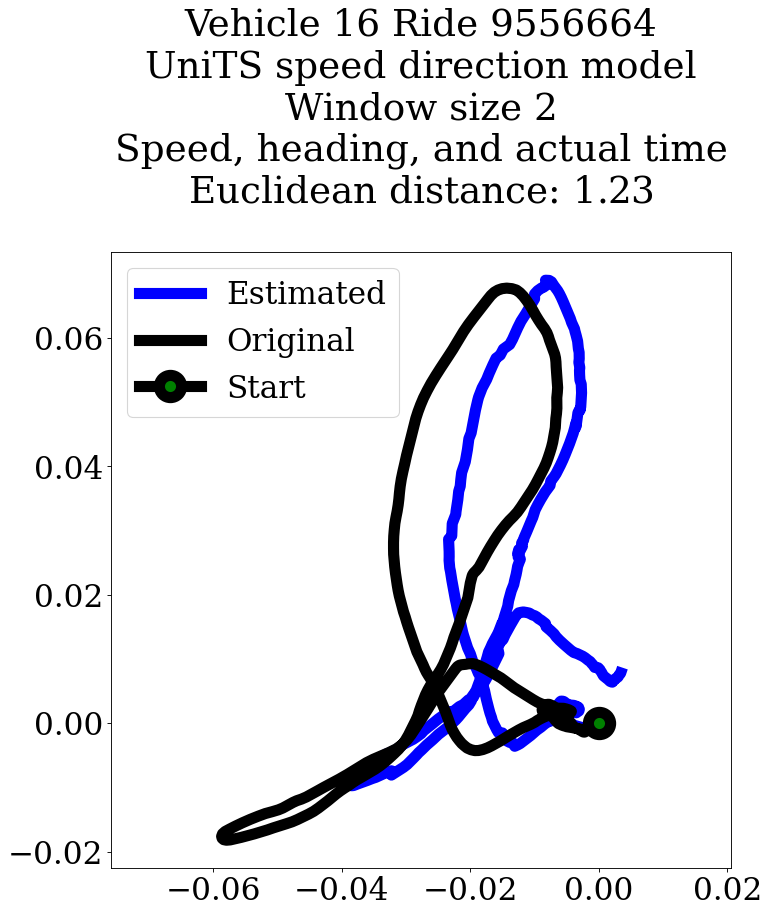 Vehicle 16 Ride 9556664
UniTS speed direction model
Window size 2
Speed, heading, and actual time
Euclidean distance: 1.23
Estimated
Original
Start
0.06
0.04
0.02
0.00
−0.02
−0.06
−0.04
−0.02
0.00
0.02